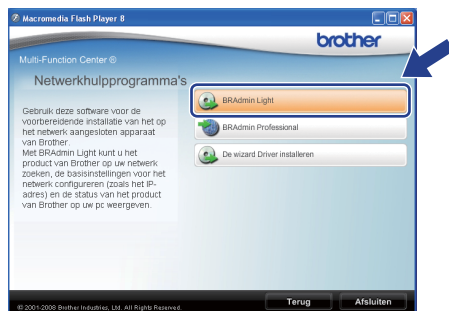 Macromedia Flash Player 8
brother
Multi-Function Center ®
Netwerkhulpprogramma's
Gebruik deze software voor de
voorbereidende installatie van het op
het netwerk aangesloten apparaat
van Brother.
Met BRAdmin Light kunt u het
product van Brother op uw netwerk
zoeken, de basisinstellingen voor het
netwerk configureren (zoals het IP-
adres) en de status van het product
van Brother op uw pc weergeven.
BRAdmin Light
BRAdmin Professional
De wizard Driver installeren
© 2001-2008 Brother Industries, Ltd. All Rights Reserved.
Terug
Afsluiten